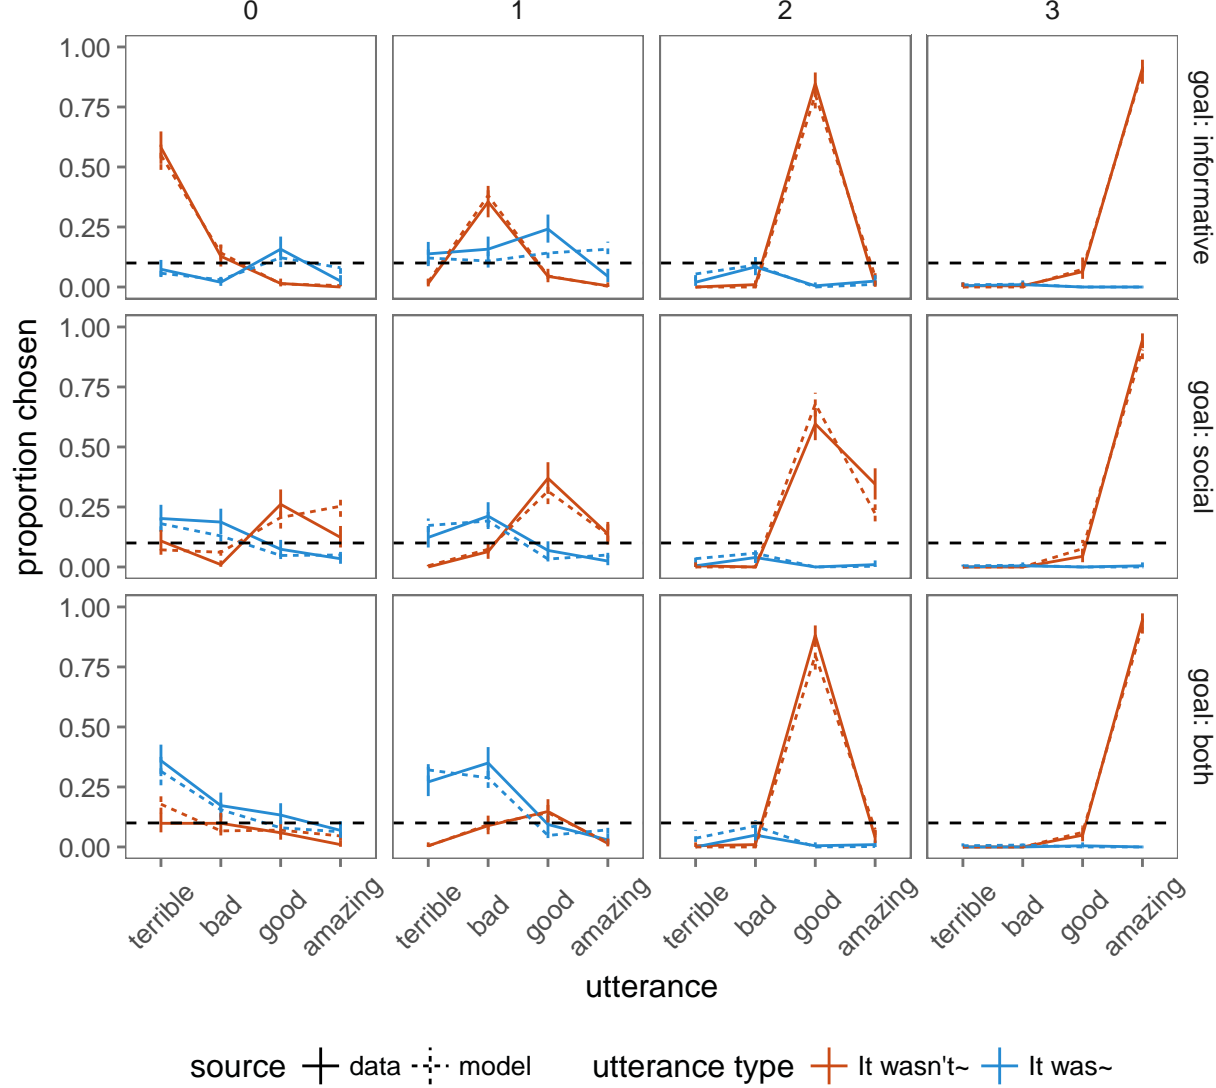 0 1 2 3
1.00
0.75
0.50
0.25
0.00
goal: informative
1.00
0.75
0.50
0.25
0.00
goal: social
1.00
0.75
0.50
0.25
0.00
goal: both
proportion chosen
terrible bad good amazing terrible bad good amazing terrible bad good amazing terrible bad good amazing
utterance
source data model utterance type It wasn't~ It was~